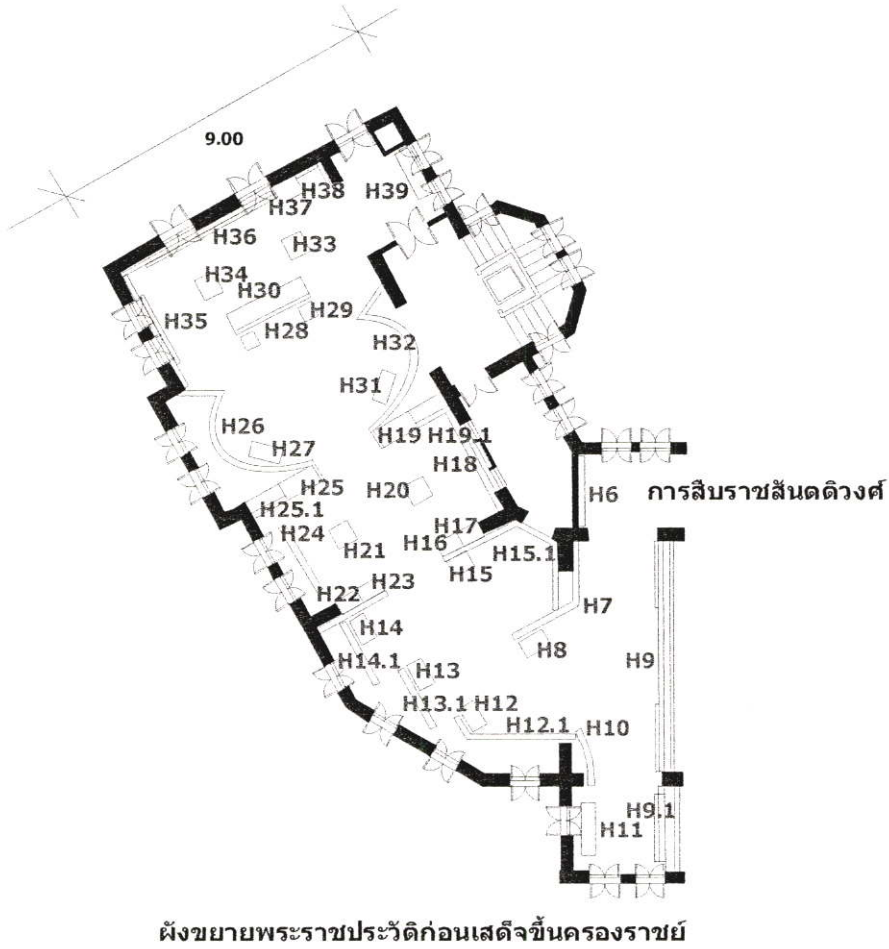 9.00
H38
H39
H37
H36
H33
H34
H30
H29
H28
H35
H32
H31
H26
H19
H19.1
H27
H18
H6 การสืบราชสันตติวงศ์
H25
H20
H25.1
H17
H24
H16
H21
H15.1
H15
H23
H22
H7
H14
H8
H14.1
H13
H9
H13.1
H12
H12.1
H10
H9.1
H11
ผังขยายพระราชประวัติก่อนเสด็จขึ้นครองราชย์